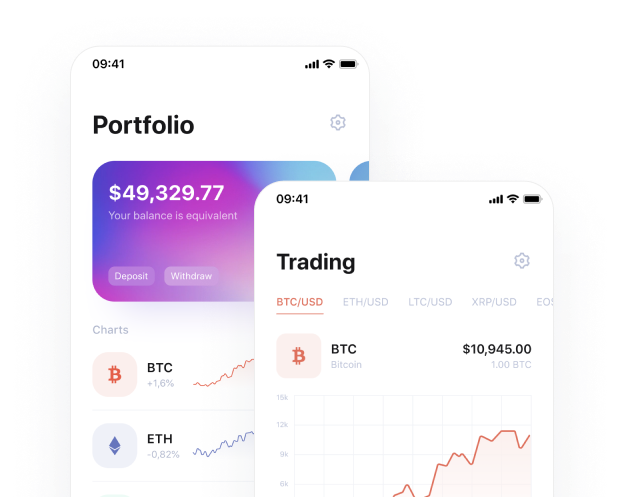 09:41
Portfolio
$49,329.77
Your balance is equivalent
Deposit
Withdraw
Charts
BTC
+1,6%
ETH
-0,82%
09:41
Trading
BTC/USD ETH/USD LTC/USD XRP/USD EOS
BTC
Bitcoin
$10,945.00
1.00 BTC
15k
12k
9k
6k